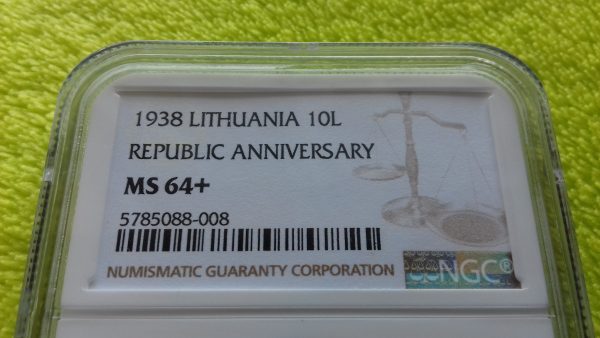 1938 LITHUANIA 10L
REPUBLIC ANNIVERSARY
MS 64+
5785088-008
NUMISMATIC GUARANTY CORPORATION NGC®